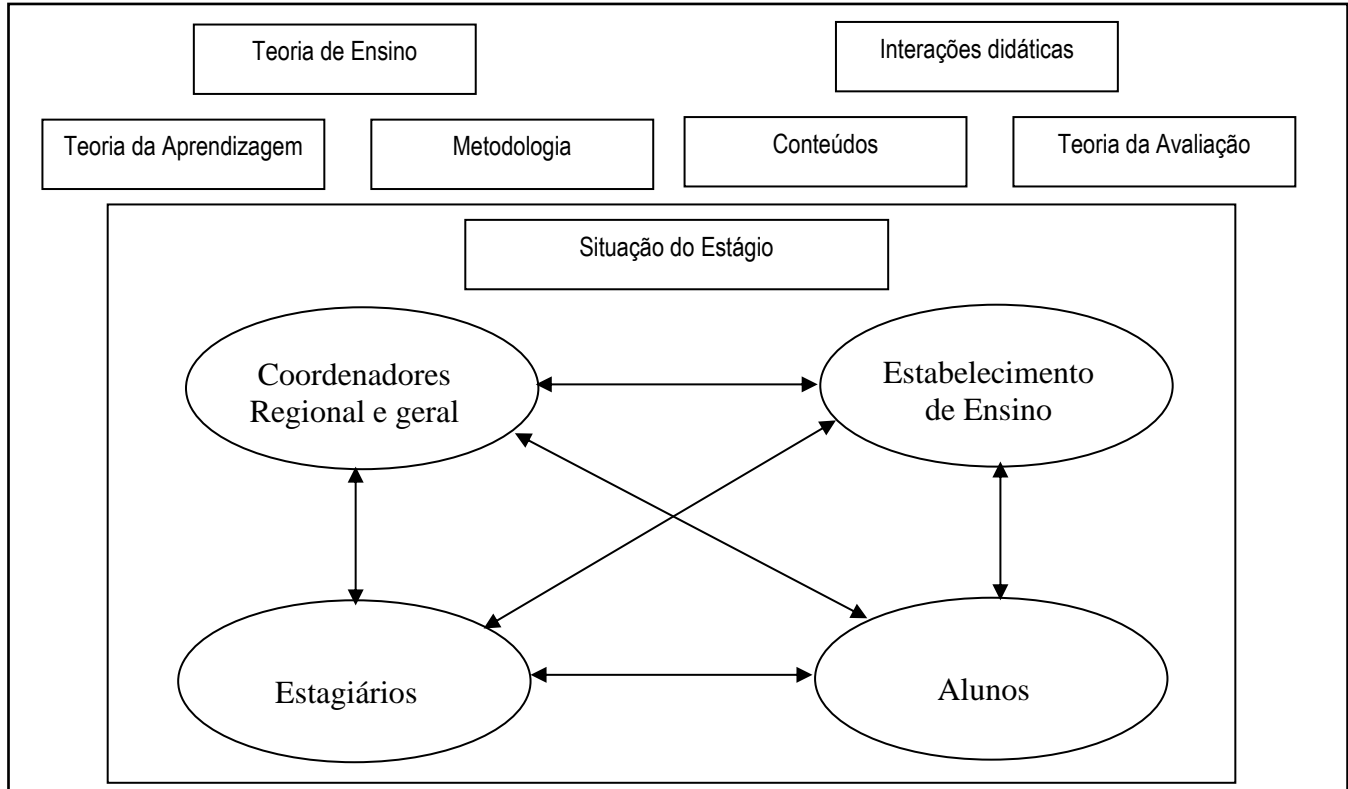 Teoria de Ensino
Interações didáticas
Teoria da Aprendizagem
Metodologia
Conteúdos
Teoria da Avaliação
Situação do Estágio
Coordenadores
Regional e geral
Estabelecimento
de Ensino
Estagiários
Alunos